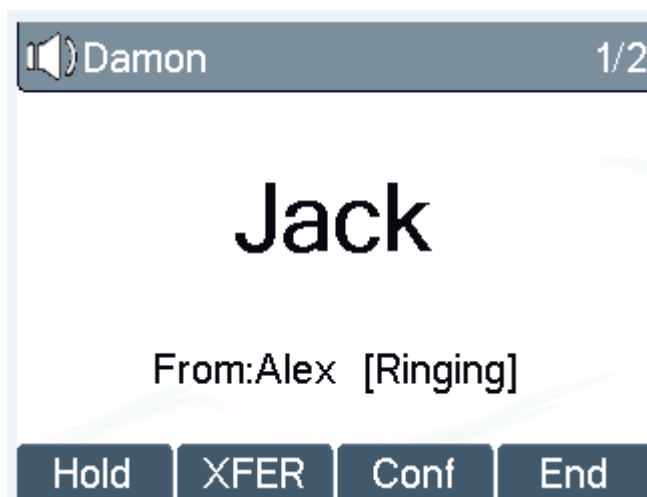 Damon 1/2
Jack
From:Alex [Ringing]
Hold XFER Conf End